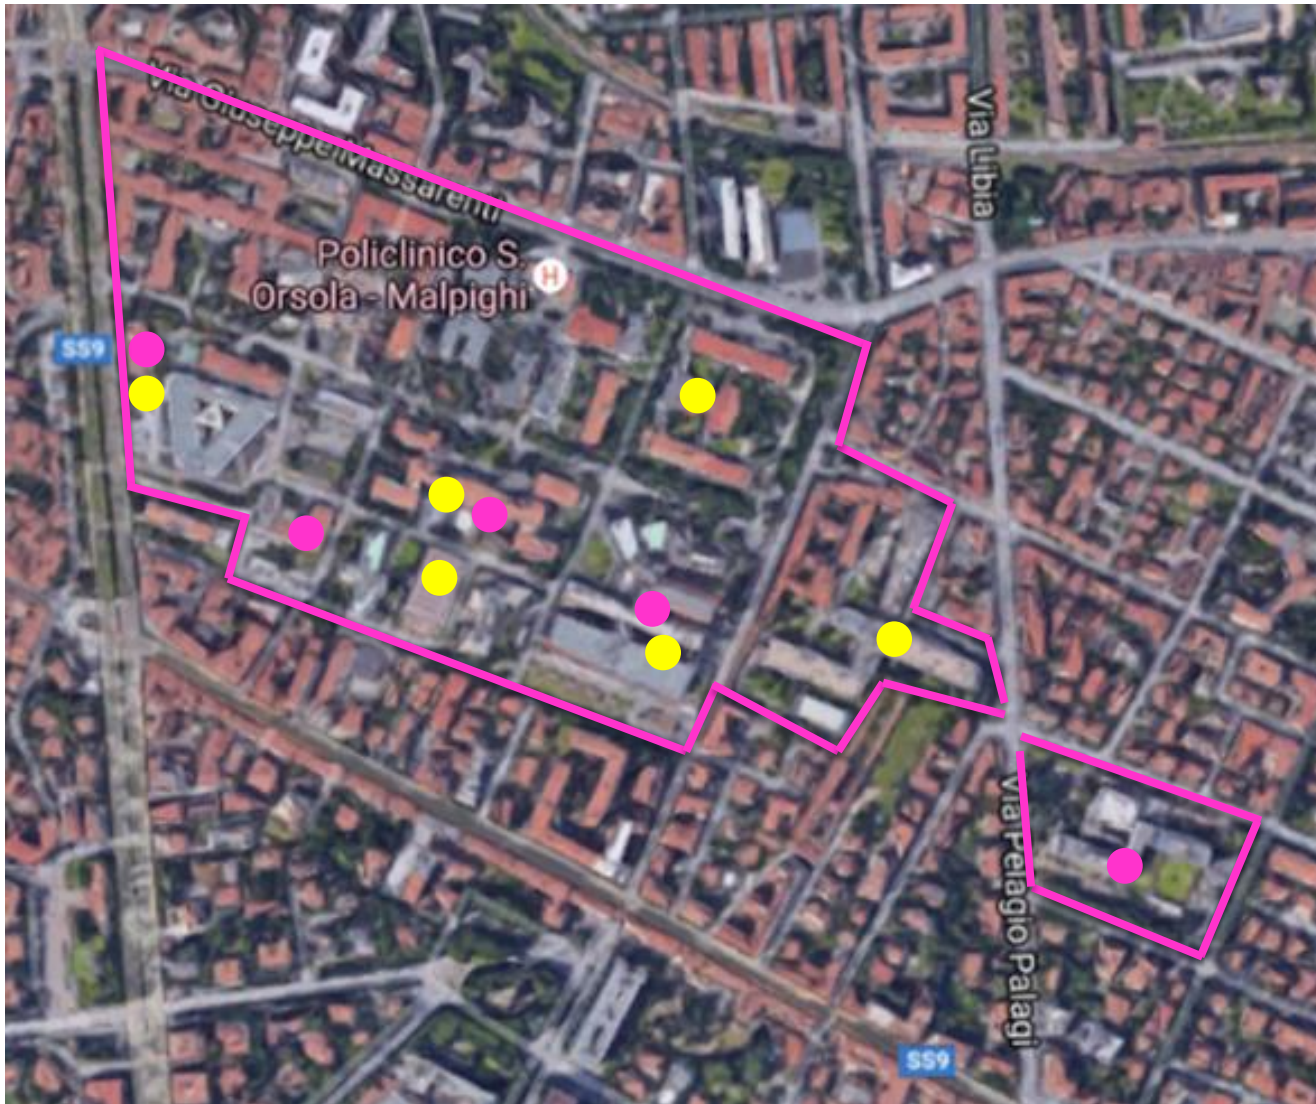 Via Giuseppe Massarenti
Via Libia
Policlinico S.
Orsola - Malpighi
H
SS9
Via Pelagio Palagi
SS9